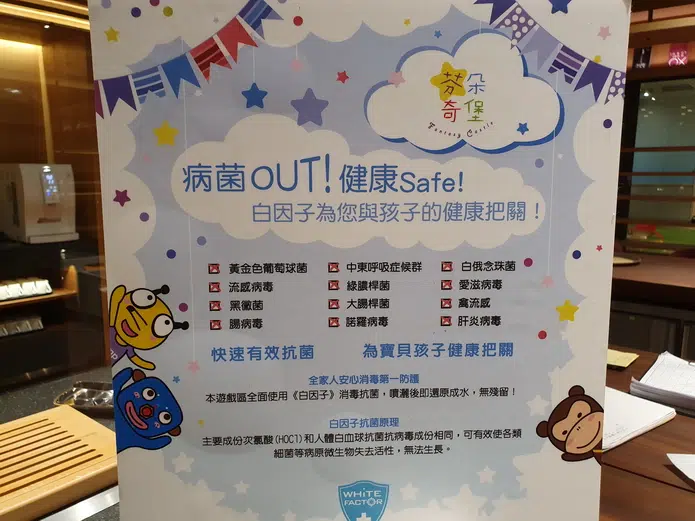 芬朵
奇堡
Fantasy Castle
病菌OUT!健康Safe!
白因子為您與孩子的健康把關！
黃金色葡萄球菌 中東呼吸症候群 白俄念珠菌
流感病毒 綠膿桿菌 愛滋病毒
黑黴菌 大腸桿菌 禽流感
腸病毒 諾羅病毒 肝炎病毒
快速有效抗菌 為寶貝孩子健康把關
全家人安心消毒第一防護
本遊戲區全面使用《白因子》消毒抗菌，噴灑後即還原成水，無殘留！
白因子抗菌原理
主要成份次氯酸(HOCl)和人體白血球抗菌抗病毒成份相同，可有效使各類
細菌等病原微生物失去活性，無法生長。
WHITE
FACTOR